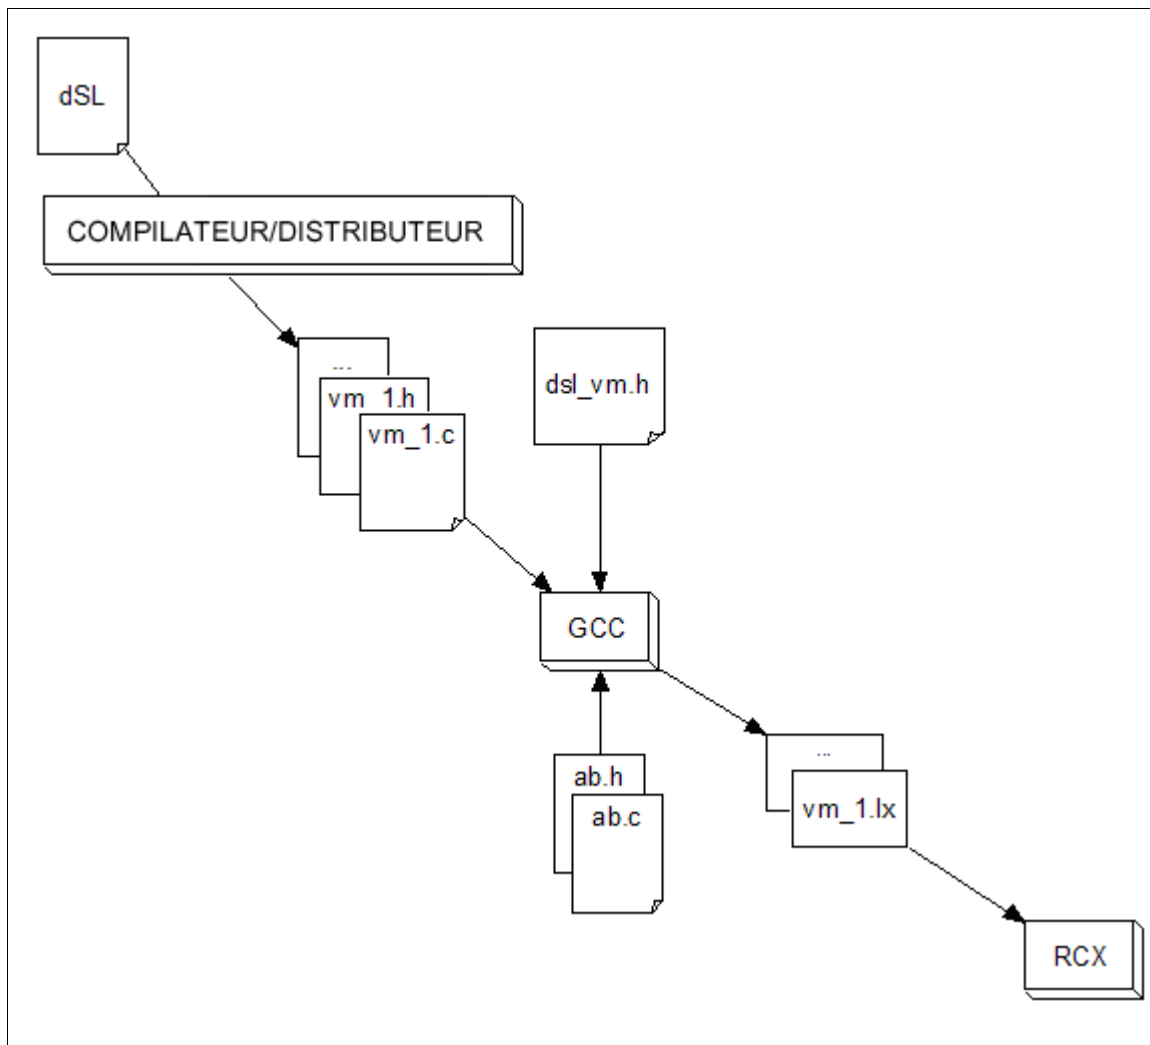 dSL
COMPILATEUR/DISTRIBUTEUR
...
vm_1.h
vm_1.c
dsl_vm.h
GCC
ab.h
ab.c
...
vm_1.lx
RCX